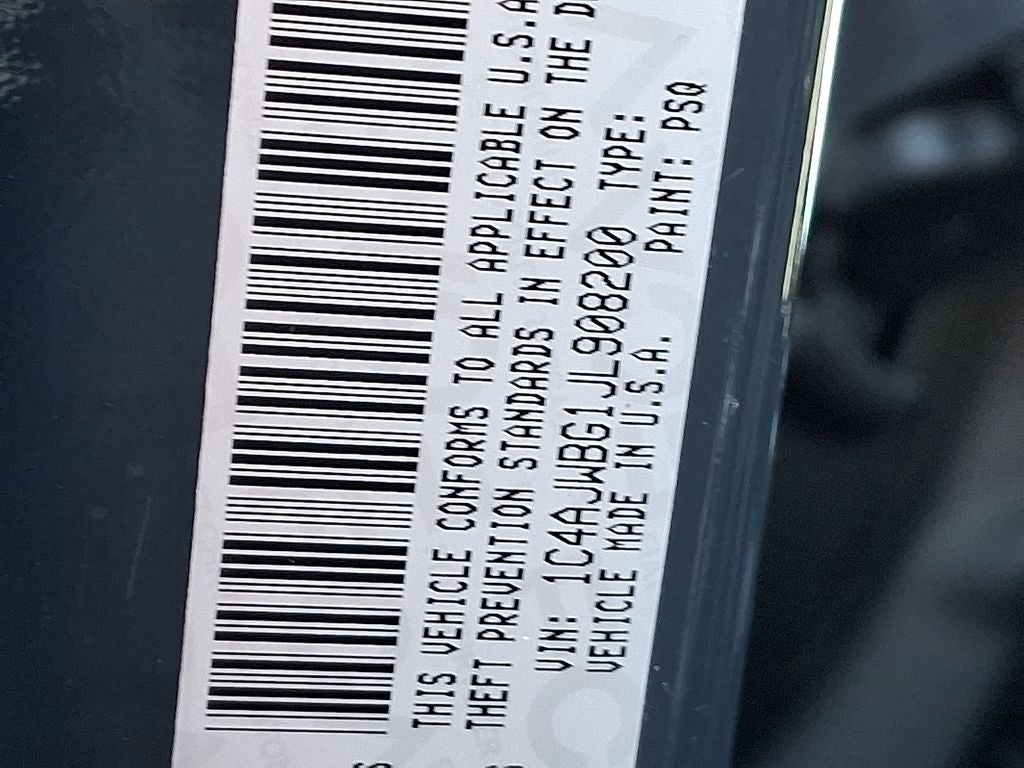 THIS VEHICLE CONFORMS TO ALL APPLICABLE U.S.A
THEFT PREVENTION STANDARDS IN EFFECT ON THE D
VIN: 1C4AJWBG1JL908200 TYPE:
VEHICLE MADE IN U.S.A. PAINT: PSQ